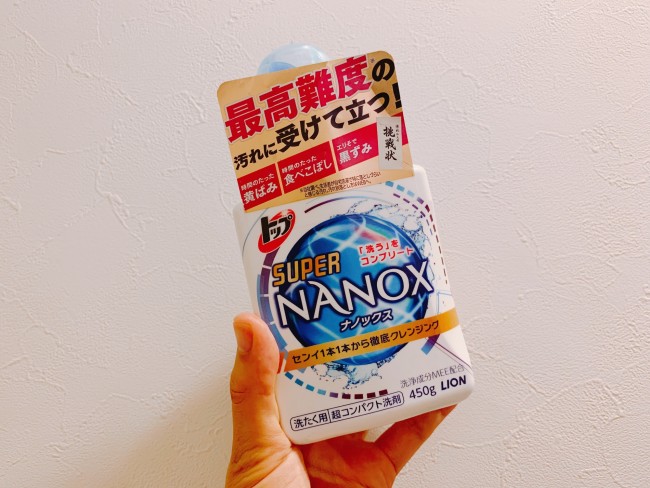 最高難度の
汚れに受けて立つ!
挑戦状
時間のたった
黄ばみ
時間のたった
食べこぼし
エリそで
黒ずみ
トップ
「洗う」を
コンプリート
SUPER
NANOX
ナノックス
センイ1本1本から徹底クレンジング
洗浄成分MEE配合
洗たく用 超コンパクト洗剤
450g LION